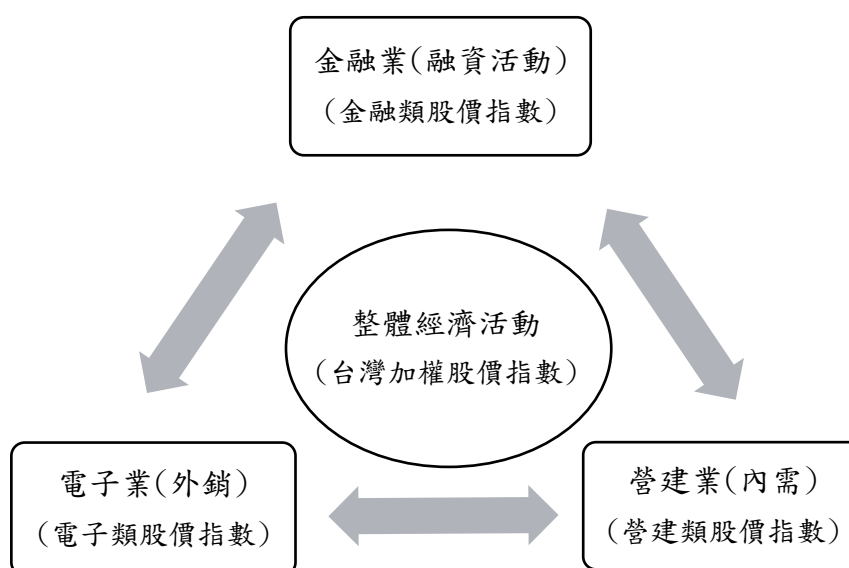 金融業(融資活動)
(金融類股價指數)
整體經濟活動
(台灣加權股價指數)
電子業(外銷)
(電子類股價指數)
營建業(內需)
(營建類股價指數)